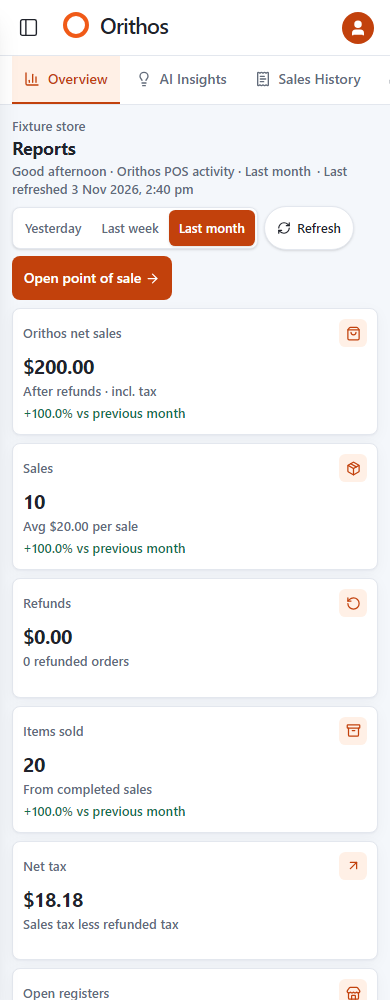 Orithos
Overview
AI Insights
Sales History
Fixture store
Reports
Good afternoon · Orithos POS activity · Last month · Last
refreshed 3 Nov 2026, 2:40 pm
Yesterday
Last week
Last month
Refresh
Open point of sale →
Orithos net sales
$200.00
After refunds · incl. tax
+100.0% vs previous month
Sales
10
Avg $20.00 per sale
+100.0% vs previous month
Refunds
$0.00
0 refunded orders
Items sold
20
From completed sales
+100.0% vs previous month
Net tax
$18.18
Sales tax less refunded tax
Open registers